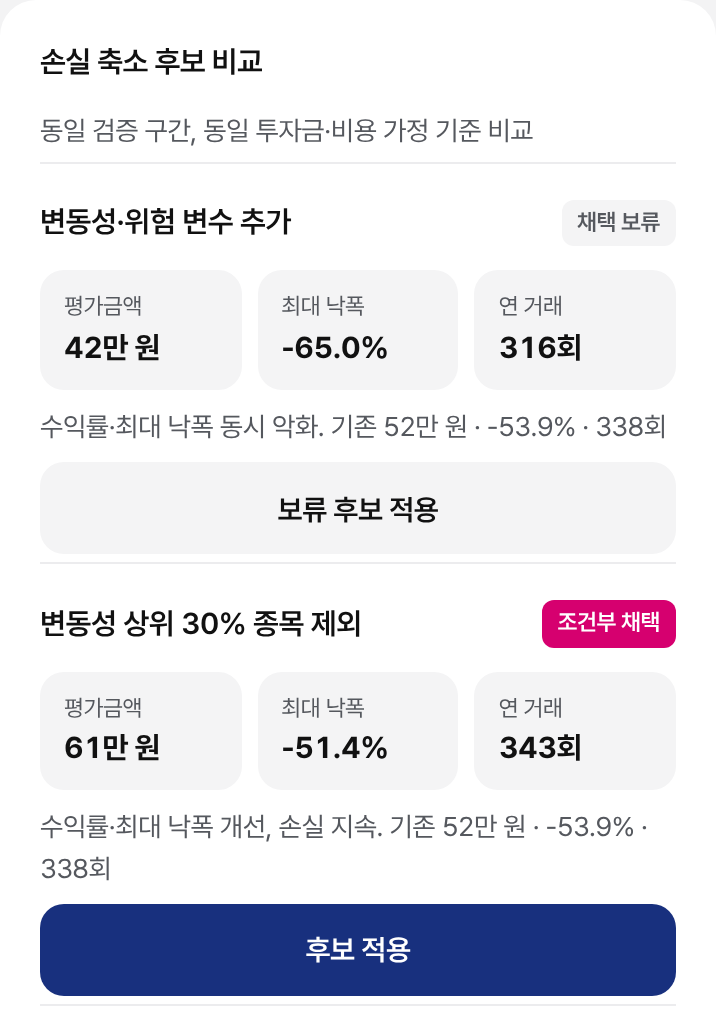 손실 축소 후보 비교
동일 검증 구간, 동일 투자금·비용 가정 기준 비교
변동성·위험 변수 추가
채택 보류
평가금액
42만 원
최대 낙폭
-65.0%
연 거래
316회
수익률·최대 낙폭 동시 악화. 기존 52만 원 · -53.9% · 338회
보류 후보 적용
변동성 상위 30% 종목 제외
조건부 채택
평가금액
61만 원
최대 낙폭
-51.4%
연 거래
343회
수익률·최대 낙폭 개선, 손실 지속. 기존 52만 원 · -53.9% ·
338회
후보 적용